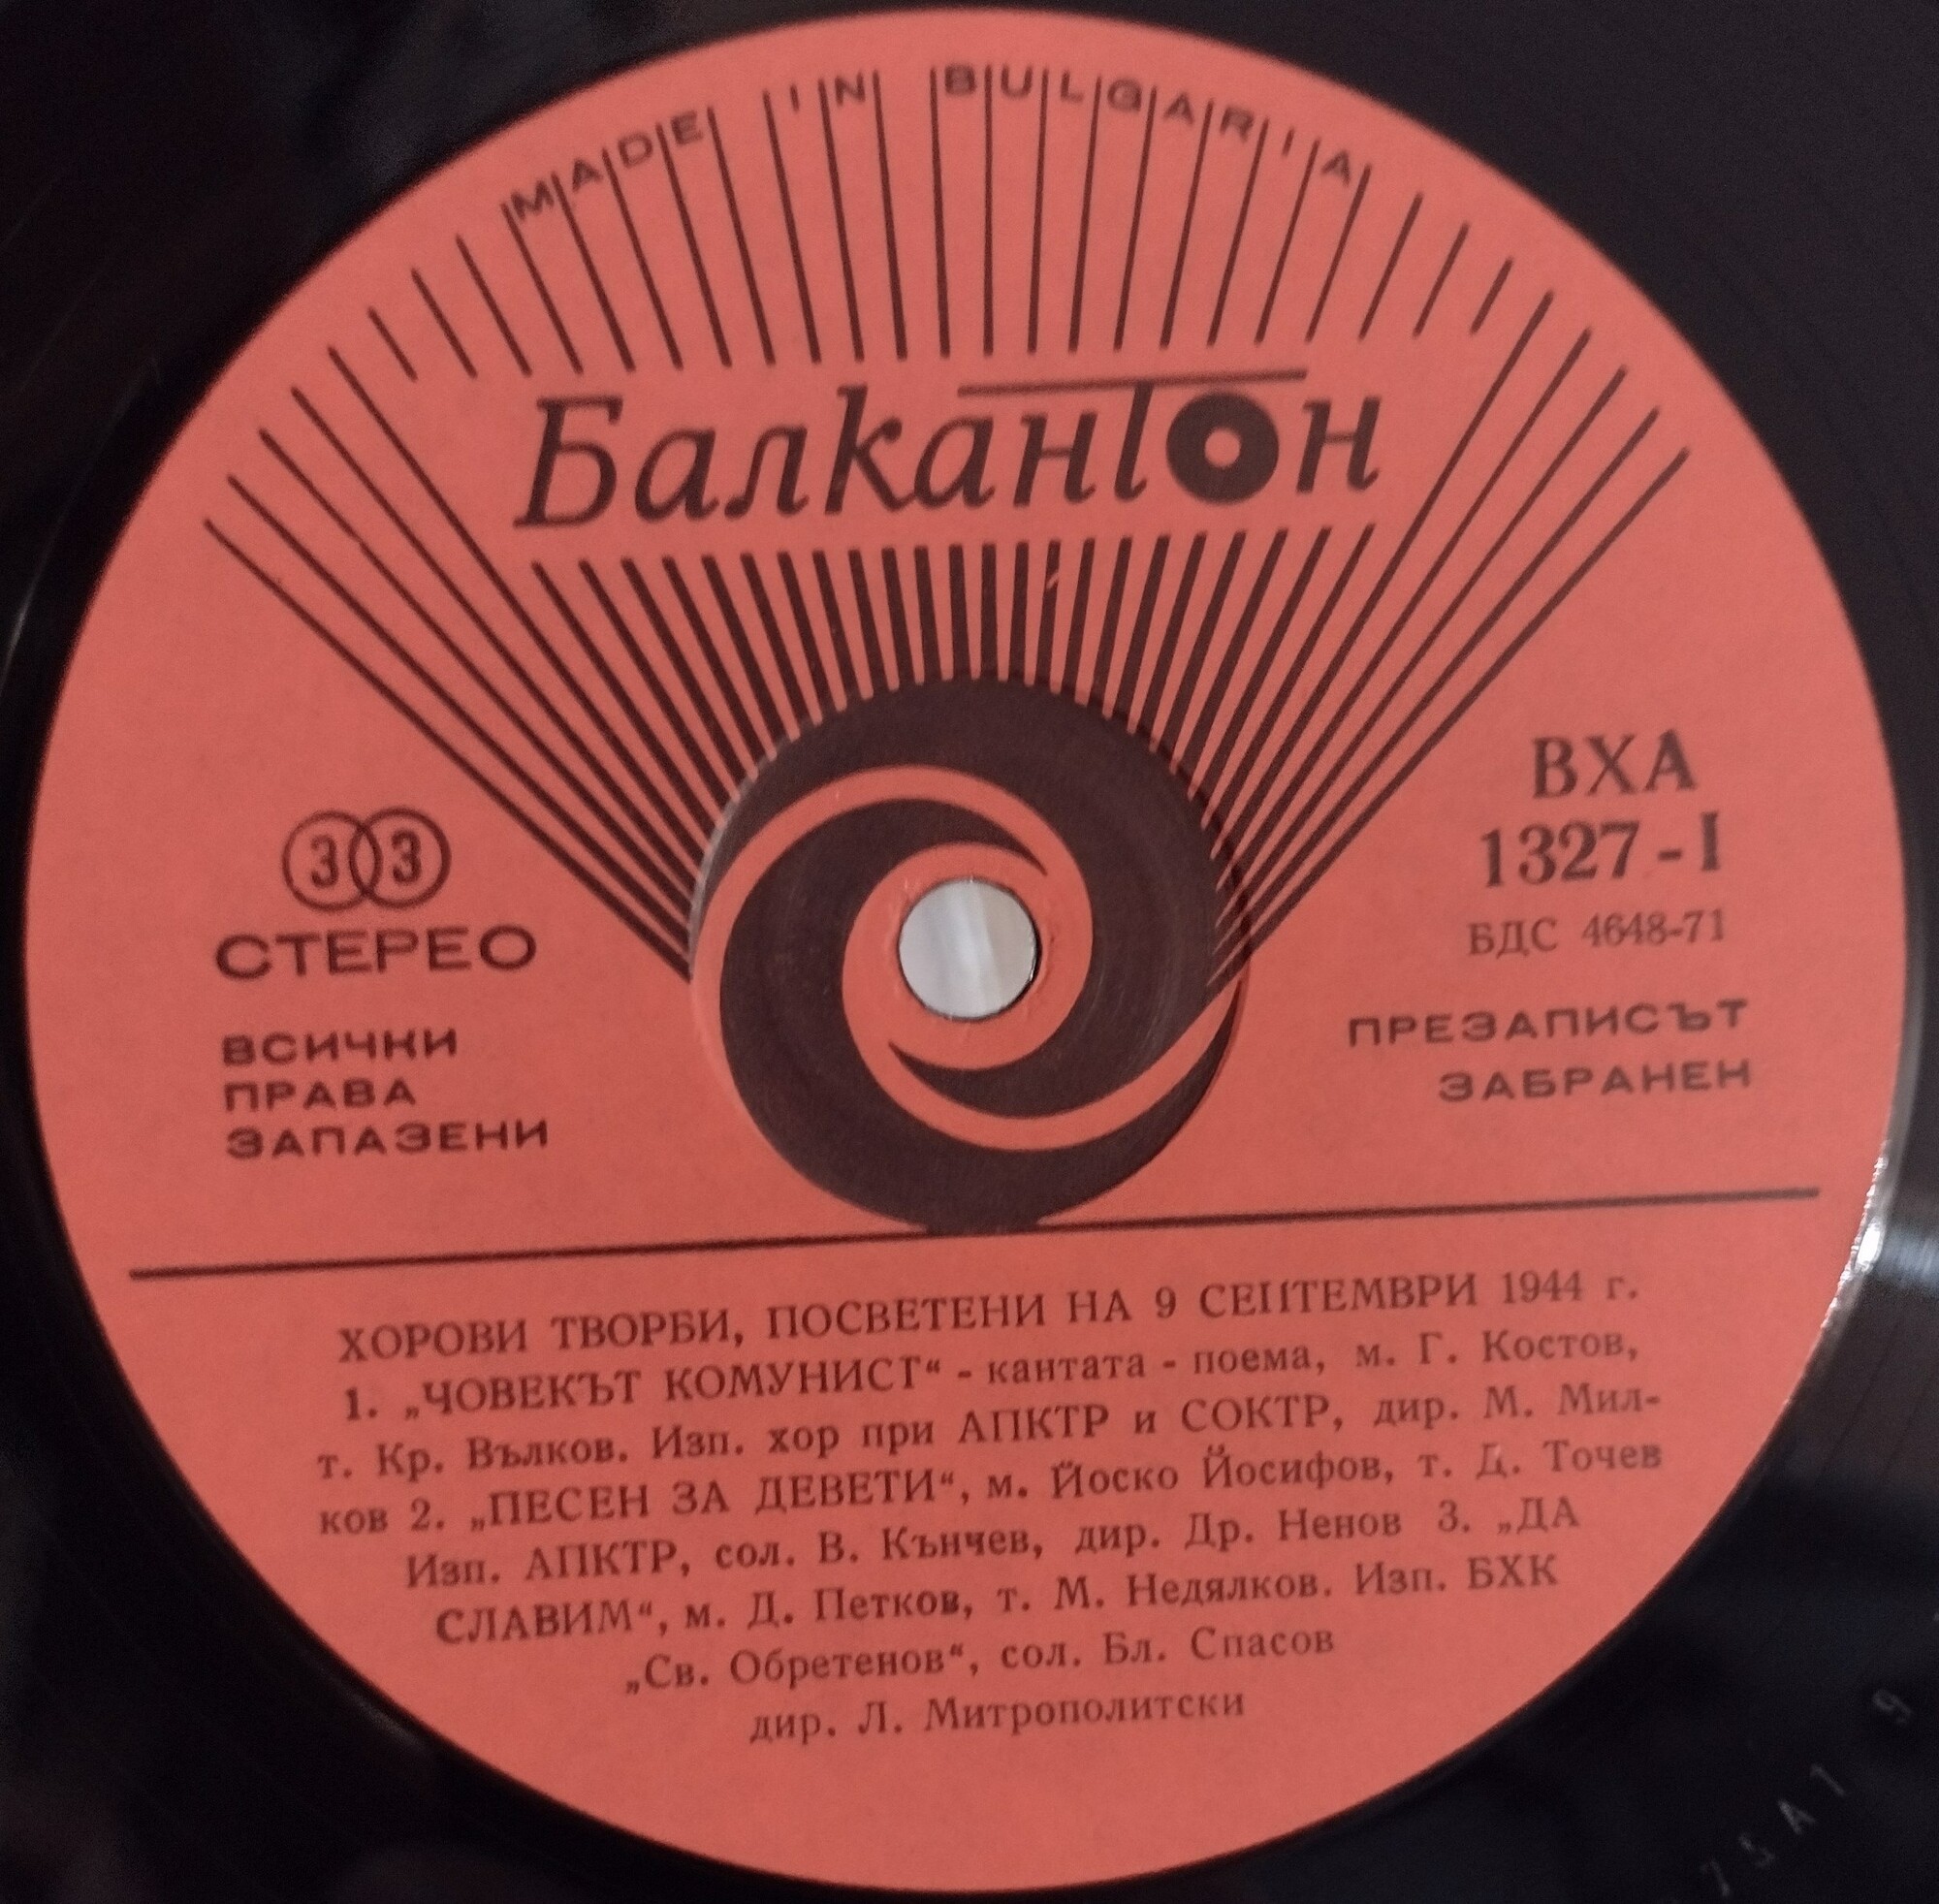 MADE IN BULGARIA
Балкантон
33
СТЕРЕО
ВСИЧКИ
ПРАВА
ЗАПАЗЕНИ
ВХА
1327-I
БДС 4648-71
ПРЕЗАПИСЪТ
ЗАБРАНЕН
ХОРОВИ ТВОРБИ, ПОСВЕТЕНИ НА 9 СЕПТЕМВРИ 1944 г.
1. „ЧОВЕКЪТ КОМУНИСТ“ - кантата - поема, м. Г. Костов,
т. Кр. Вълков. Изп. хор при АПКТР и СОКТР, дир. М. Мил-
ков 2. „ПЕСЕН ЗА ДЕВЕТИ“, м. Йоско Йосифов, т. Д. Точев
Изп. АПКТР, сол. В. Кънчев, дир. Др. Ненов 3. „ДА
СЛАВИМ“, м. Д. Петков, т. М. Недялков. Изп. БХК
„Св. Обретенов“, сол. Бл. Спасов
дир. Л. Митрополитски